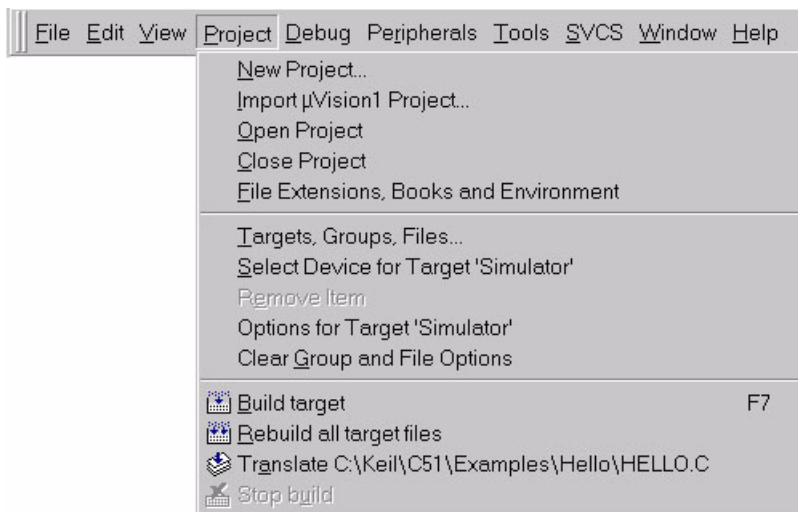 File Edit View Project Debug Peripherals Tools SVCS Window Help
New Project...
Import µVision1 Project...
Open Project
Close Project
File Extensions, Books and Environment
Targets, Groups, Files...
Select Device for Target 'Simulator'
Remove Item
Options for Target 'Simulator'
Clear Group and File Options
Build target F7
Rebuild all target files
Translate C:\Keil\C51\Examples\Hello\HELLO.C
Stop build